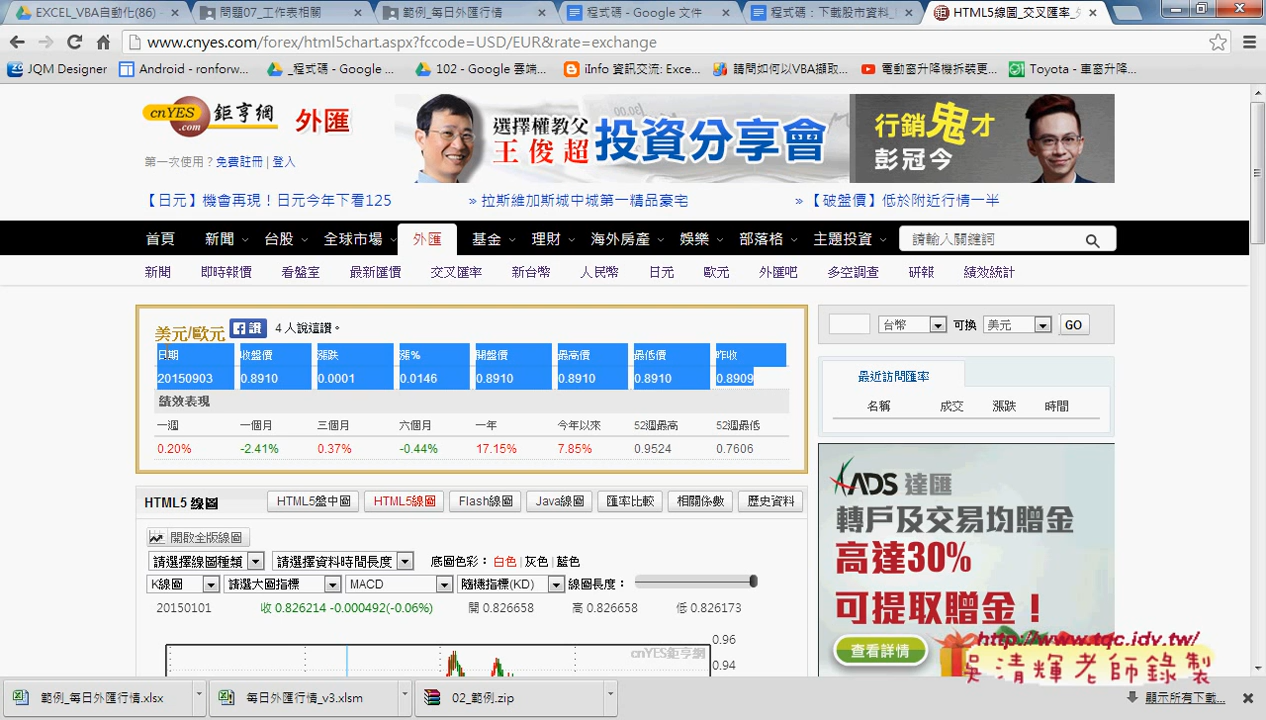 EXCEL_VBA自動化(86)
問題07_工作表相關
範例_每日外匯行情
程式碼 - Google 文件
程式碼：下載股市資料_
HTML5線圖_交叉匯率_
www.cnyes.com/forex/html5chart.aspx?fccode=USD/EUR&rate=exchange
JQM Designer
Android - ronforw...
_程式碼 - Google ...
102 - Google 雲端...
iInfo 資訊交流: Exce...
請問如何以VBA擷取...
電動窗升降機拆裝更...
Toyota - 車窗升降...
cnYES.com 鉅亨網 外匯
選擇權教父
王俊超
投資分享會
行銷鬼才
彭冠今
第一次使用？免費註冊 | 登入
【日元】機會再現！日元今年下看125
» 拉斯維加斯城中城第一精品豪宅
» 【破盤價】低於附近行情一半
首頁 新聞 台股 全球市場 外匯 基金 理財 海外房產 娛樂 部落格 主題投資 請輸入關鍵詞
新聞 即時報價 看盤室 最新匯價 交叉匯率 新台幣 人民幣 日元 歐元 外匯吧 多空調查 研報 績效統計
美元/歐元 讚 4 人說這讚。
日期 收盤價 漲跌 漲% 開盤價 最高價 最低價 昨收
20150903 0.8910 0.0001 0.0146 0.8910 0.8910 0.8910 0.8909
績效表現
一週 一個月 三個月 六個月 一年 今年以來 52週最高 52週最低
0.20% -2.41% 0.37% -0.44% 17.15% 7.85% 0.9524 0.7606
台幣 可換 美元 GO
最近訪問匯率
名稱 成交 漲跌 時間
HTML5 線圖 HTML5盤中圖 HTML5線圖 Flash線圖 Java線圖 匯率比較 相關係數 歷史資料
開啟全版線圖
請選擇線圖種類 請選擇資料時間長度 底圖色彩： 白色 | 灰色 | 藍色
K線圖 請選大圖指標 MACD 隨機指標(KD) 線圖長度：
20150101 收 0.826214 -0.000492(-0.06%) 開 0.826658 高 0.826658 低 0.826173
0.96
cnYES鉅亨網
0.94
ADS 達匯
轉戶及交易均贈金
高達30%
可提取贈金！
查看詳情
http://www.tqc.idv.tw/
吳清輝老師錄製
範例_每日外匯行情.xlsx
每日外匯行情_v3.xlsm
02_範例.zip
顯示所有下載...